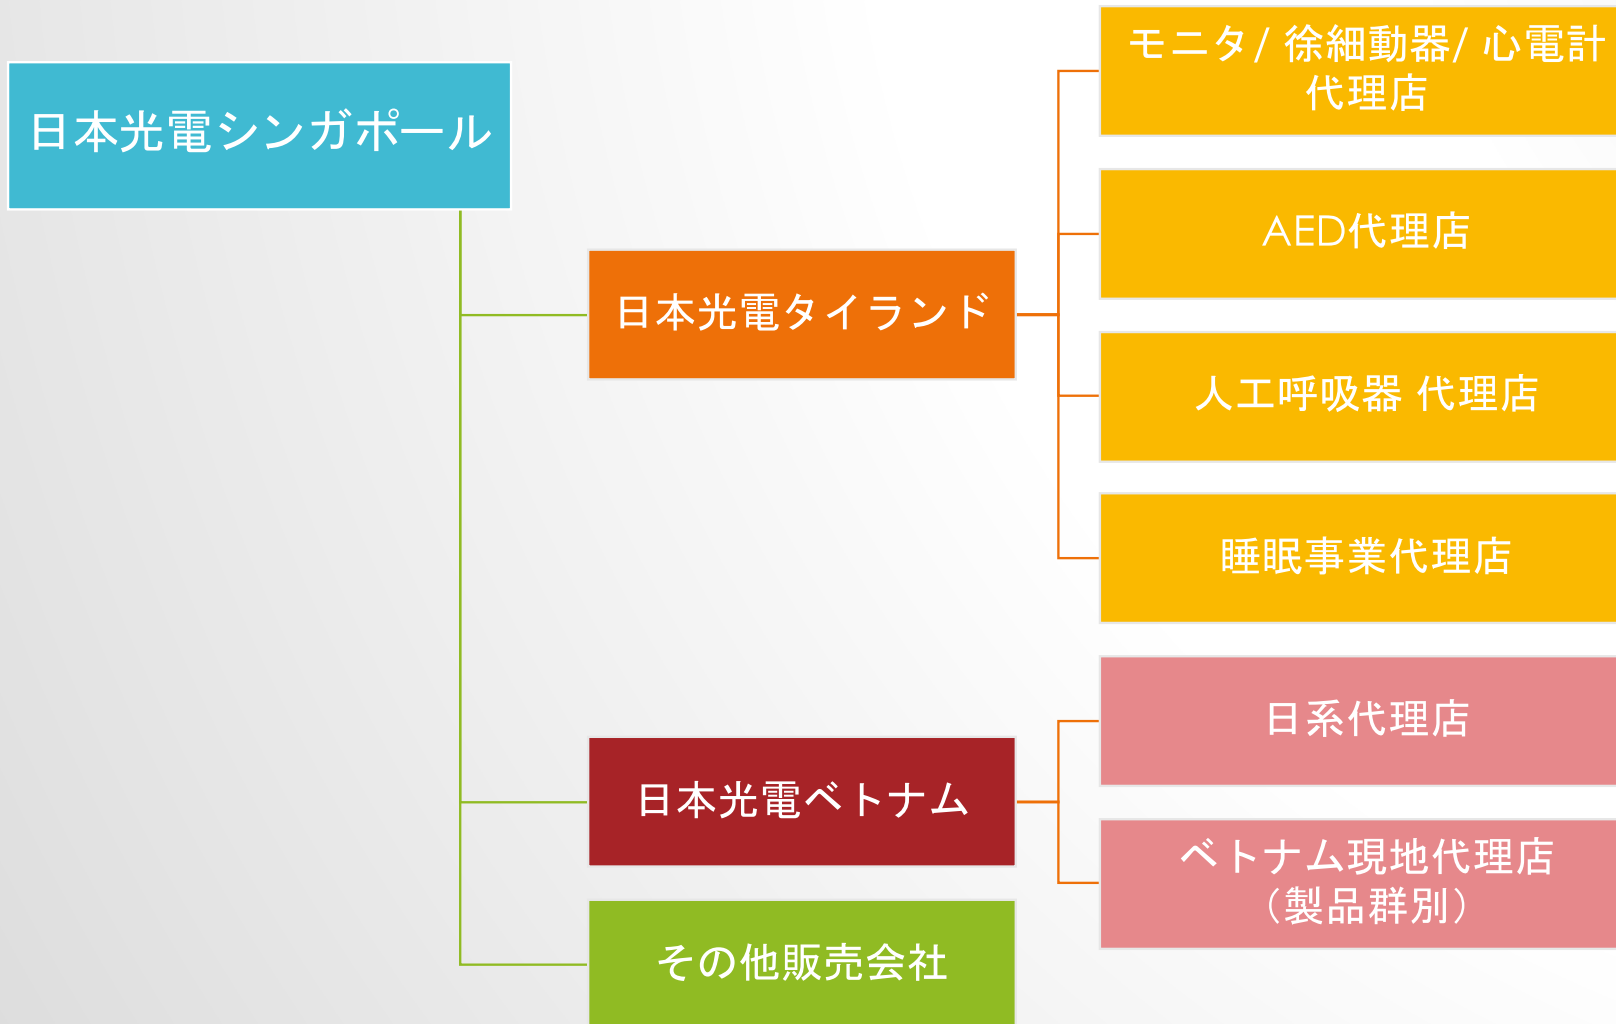 日本光電シンガポール
日本光電タイランド
モニタ/ 徐細動器/ 心電計
代理店
AED代理店
人工呼吸器 代理店
睡眠事業代理店
日本光電ベトナム
日系代理店
ベトナム現地代理店
（製品群別）
その他販売会社